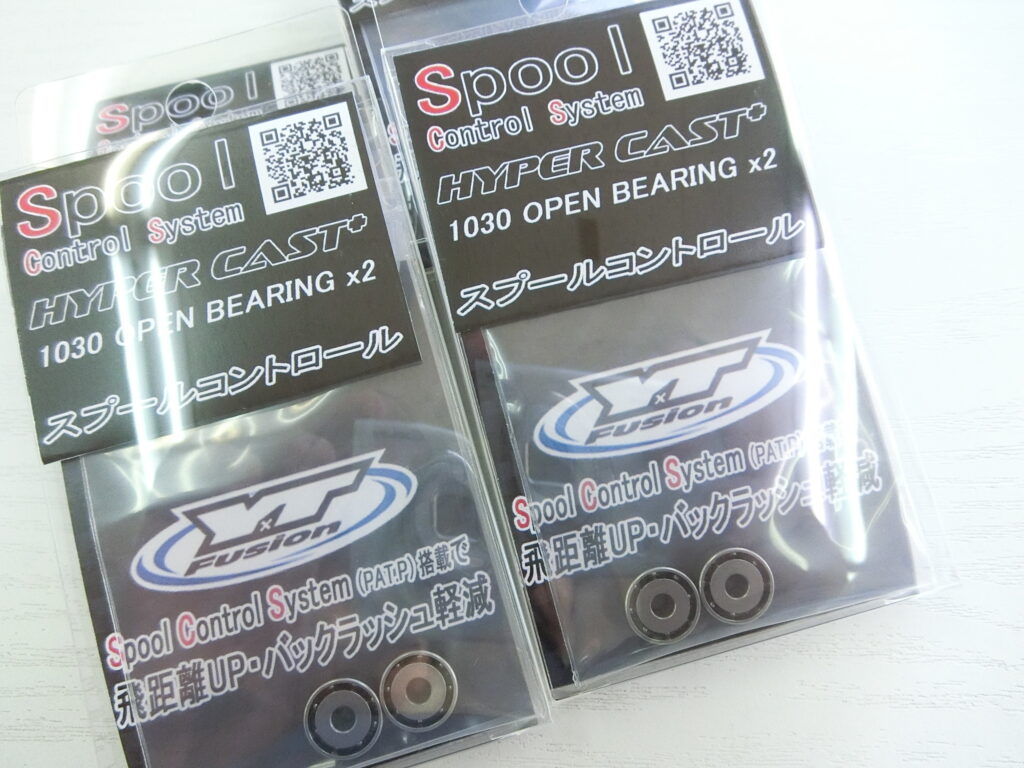 Spool
Control System
HYPER CAST+
1030 OPEN BEARING x2
スプールコントロール
YT
x
Fusion
Spool Control System (PAT.P) 搭載で
飛距離UP・バックラッシュ軽減
Spool
Control System
HYPER CAST+
1030 OPEN BEARING x2
スプールコントロール
YT
x
Fusion
Spool Control System (PAT.P)
飛距離UP・バックラッシュ軽減
Spool